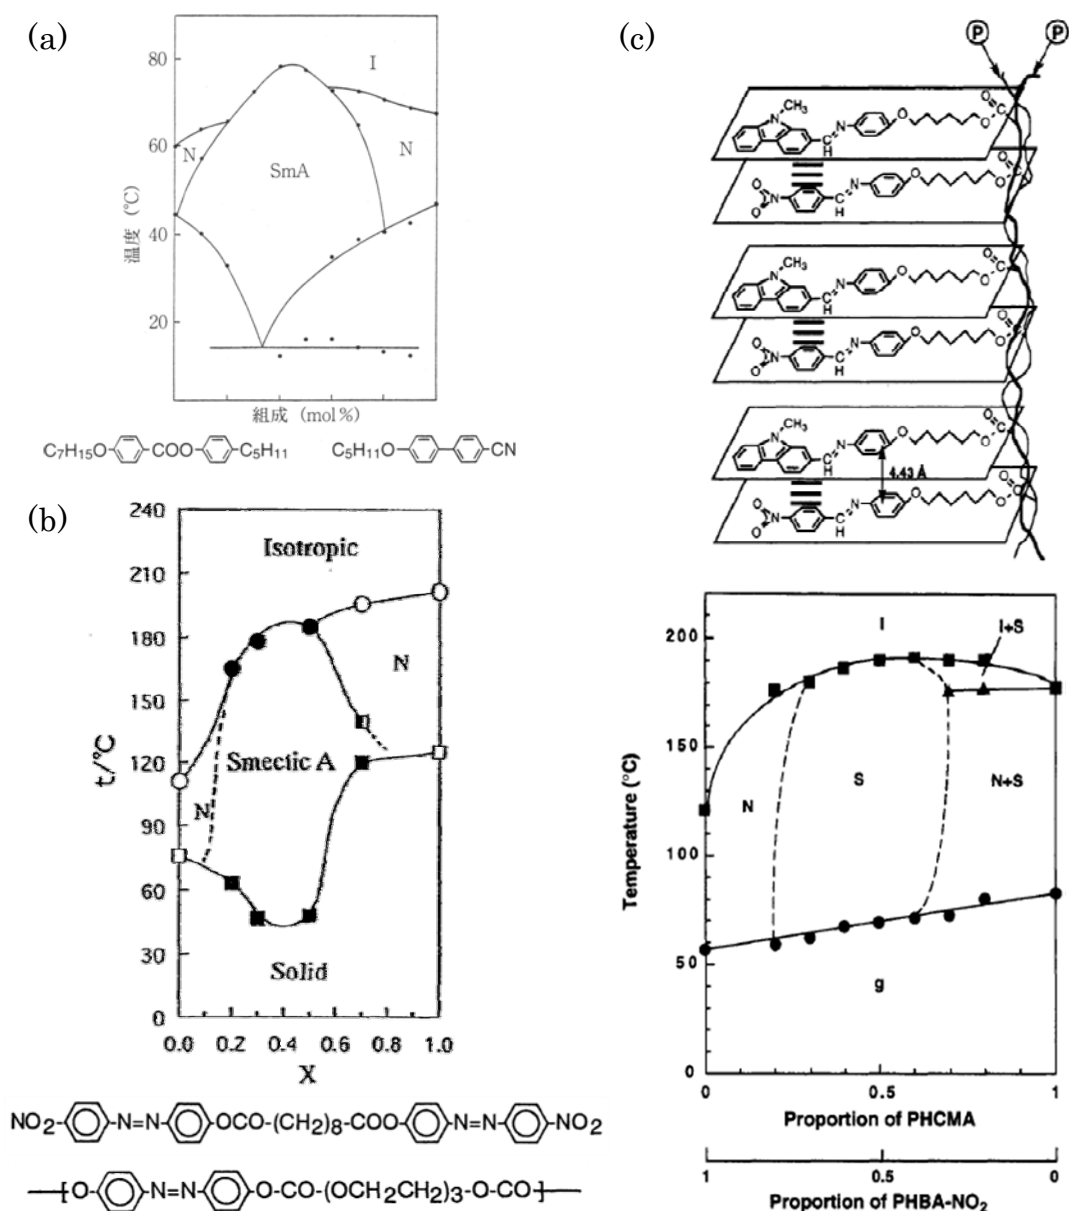 (a)
80
60
40
20
温度 (℃)
I
N
N
SmA
組成 (mol%)
C7H15O
COO
C5H11
C5H11O
CN
(b)
240
210
180
150
120
90
60
30
0
t/℃
Isotropic
N
Smectic A
N
Solid
0.0 0.2 0.4 0.6 0.8 1.0
X
NO2 N=N OCO-(CH2)8-COO N=N NO2
[O N=N O-CO-(OCH2CH2)3-O-CO]
(c)
P P
N-CH3
C=N
H
O
O
C
O
O
N
O
C=N
H
O
O
C
O
N-CH3
C=N
H
O
O
C
O
O
N
O
C=N
H
O
O
C
O
N-CH3
C=N
H
O
O
C
O
4.43 Å
O
N
O
C=N
H
O
O
C
O
200
150
100
50
0
Temperature (°C)
I
I+S
N
S
N+S
g
0 0.5 1
Proportion of PHCMA
1 0.5 0
Proportion of PHBA-NO2